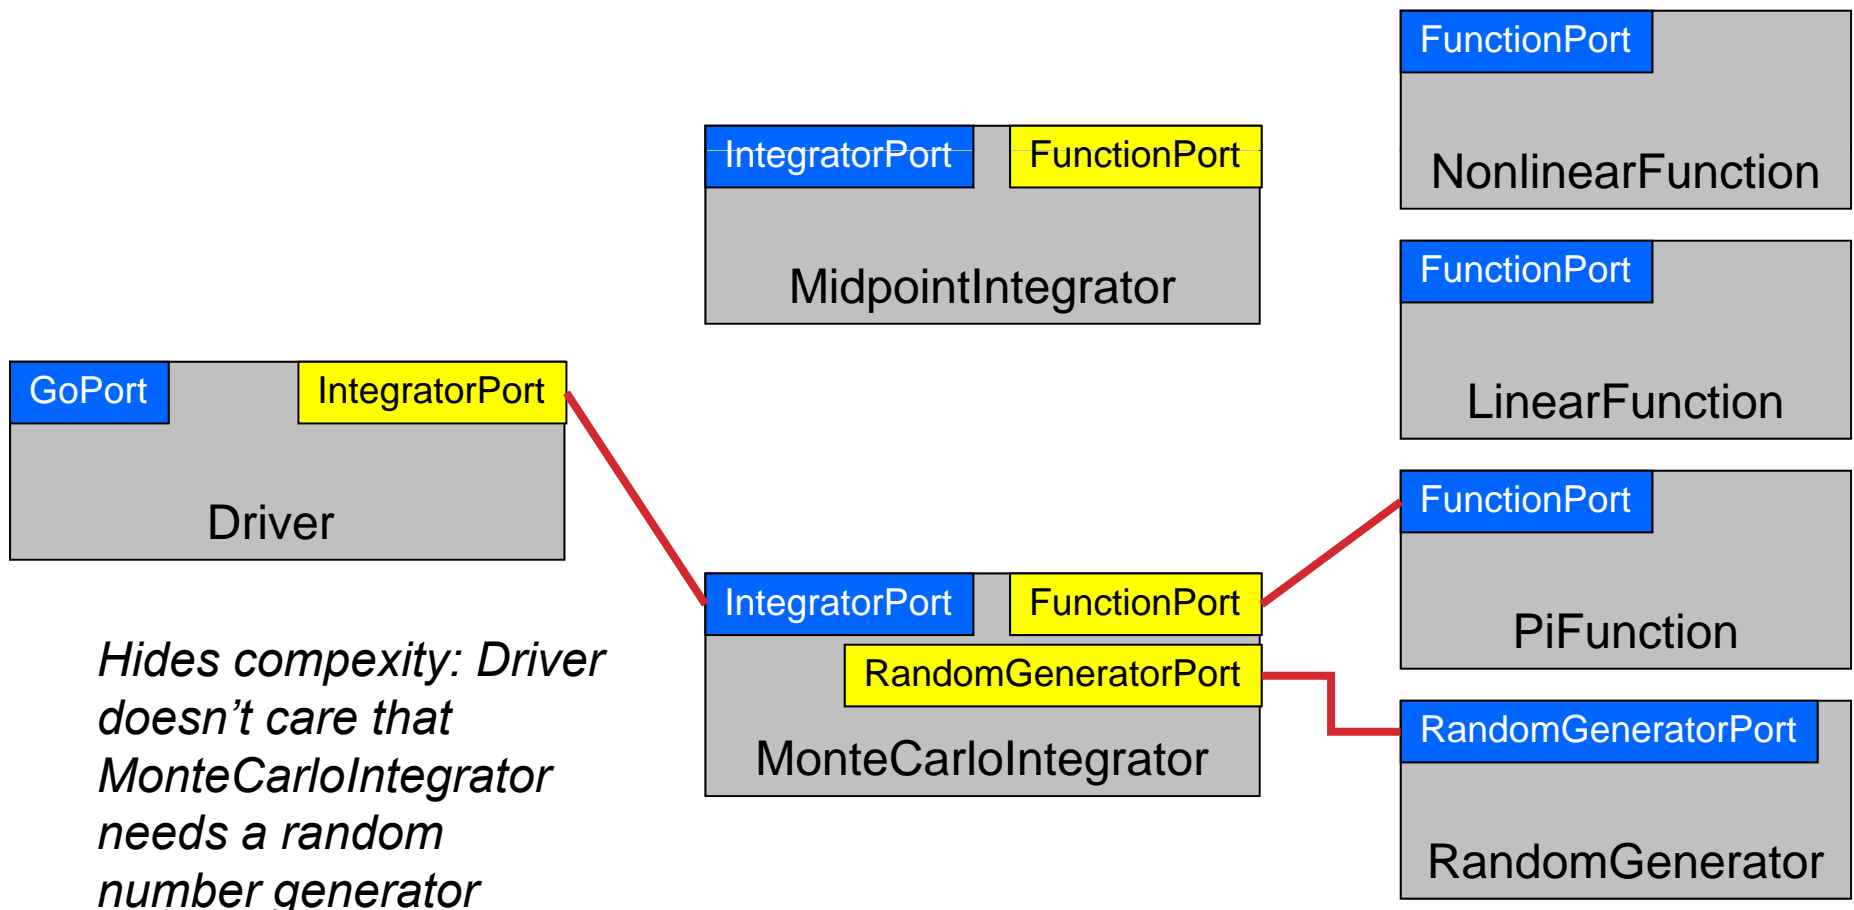 FunctionPort
NonlinearFunction
IntegratorPort
FunctionPort
MidpointIntegrator
FunctionPort
LinearFunction
GoPort
IntegratorPort
Driver
FunctionPort
PiFunction
IntegratorPort
FunctionPort
RandomGeneratorPort
MonteCarloIntegrator
RandomGeneratorPort
RandomGenerator
Hides compexity: Driver
doesn’t care that
MonteCarloIntegrator
needs a random
number generator